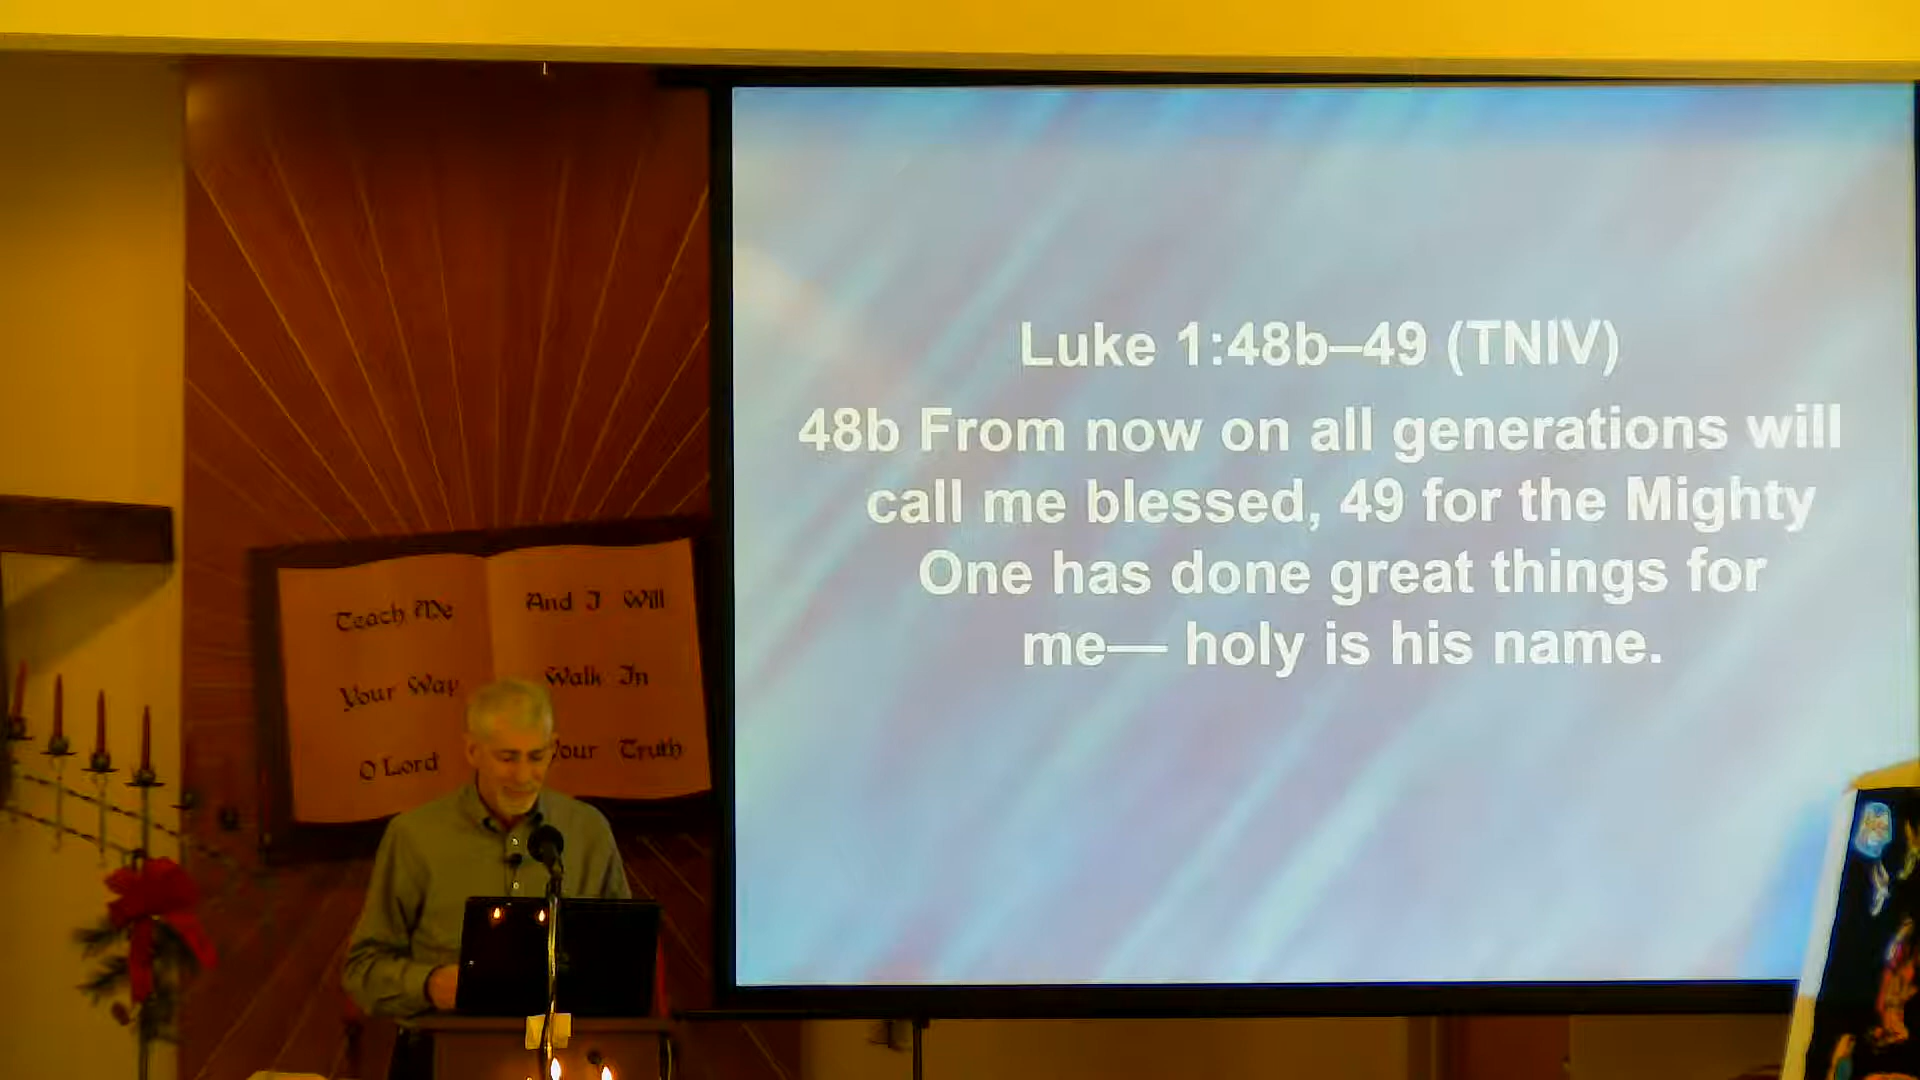 Luke 1:48b–49 (TNIV)
48b From now on all generations will
call me blessed, 49 for the Mighty
One has done great things for
me— holy is his name.
Teach Me
Your Way
O Lord
And I Will
Walk In
Your Truth